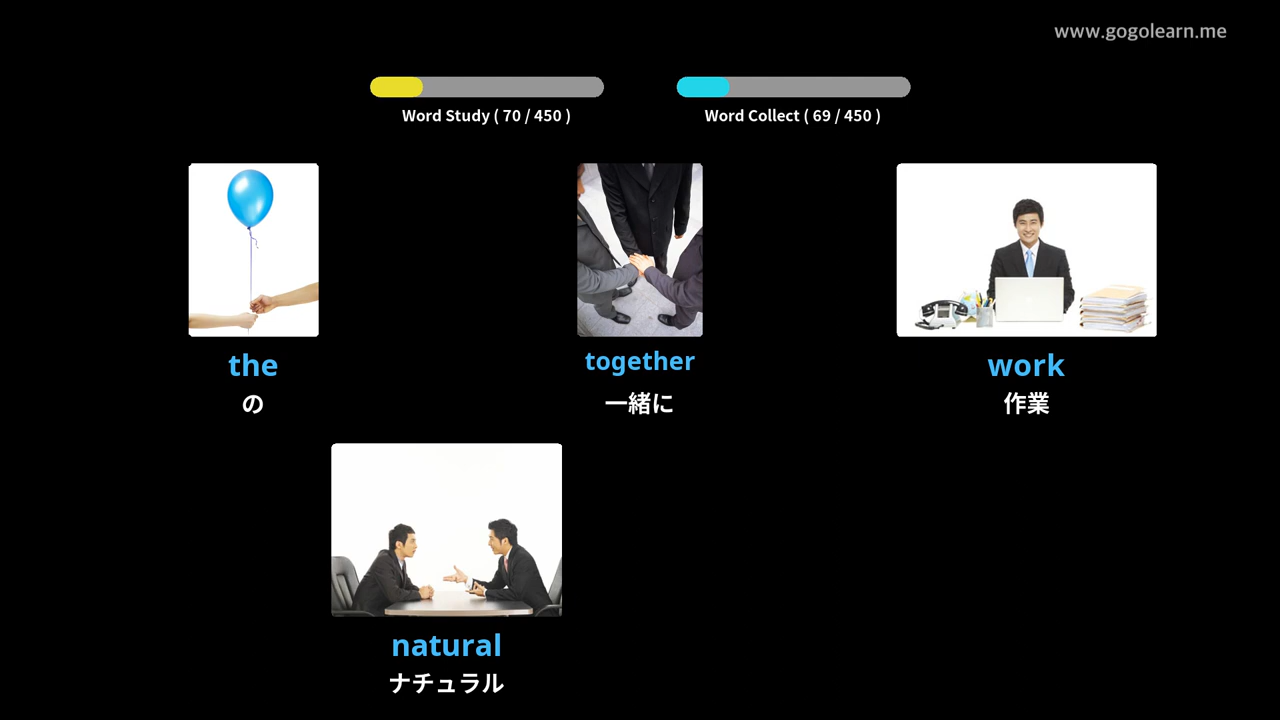 www.gogolearn.me
Word Study ( 70 / 450 )
Word Collect ( 69 / 450 )
the
の
together
一緒に
work
作業
natural
ナチュラル